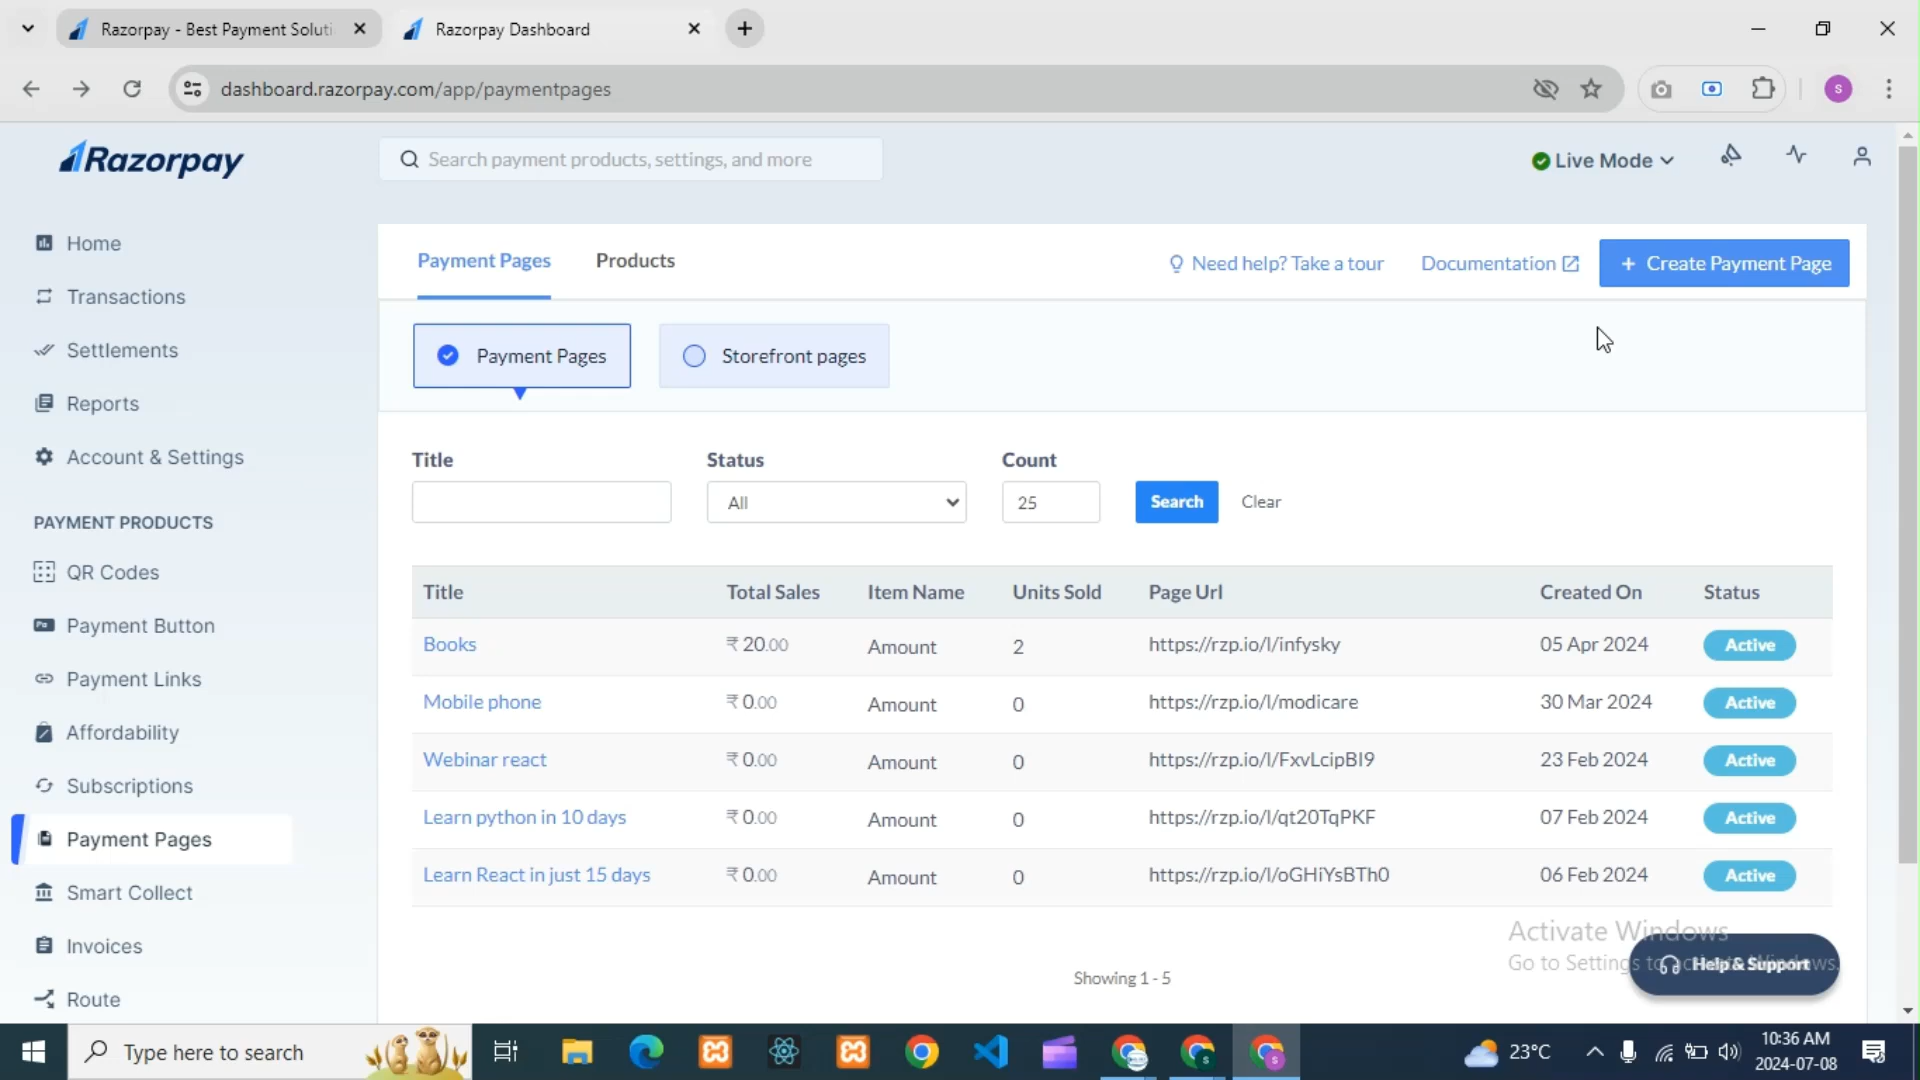 Razorpay - Best Payment Soluti
Razorpay Dashboard
dashboard.razorpay.com/app/paymentpages
S
Razorpay
Search payment products, settings, and more
Live Mode
Home
Transactions
Settlements
Reports
Account & Settings
PAYMENT PRODUCTS
QR Codes
Payment Button
Payment Links
Affordability
Subscriptions
Payment Pages
Smart Collect
Invoices
Route
Payment Pages Products Need help? Take a tour Documentation + Create Payment Page
Payment Pages Storefront pages
Title Status Count
All 25 Search Clear
Title Total Sales Item Name Units Sold Page Url Created On Status
Books ₹ 20.00 Amount 2 https://rzp.io/l/infysky 05 Apr 2024 Active
Mobile phone ₹ 0.00 Amount 0 https://rzp.io/l/modicare 30 Mar 2024 Active
Webinar react ₹ 0.00 Amount 0 https://rzp.io/l/FxvLcipBI9 23 Feb 2024 Active
Learn python in 10 days ₹ 0.00 Amount 0 https://rzp.io/l/qt20TqPKF 07 Feb 2024 Active
Learn React in just 15 days ₹ 0.00 Amount 0 https://rzp.io/l/oGHiYsBTh0 06 Feb 2024 Active
Showing 1 - 5
Activate Windows
Go to Settings to
Help & Support
Type here to search
23°C
10:36 AM
2024-07-08